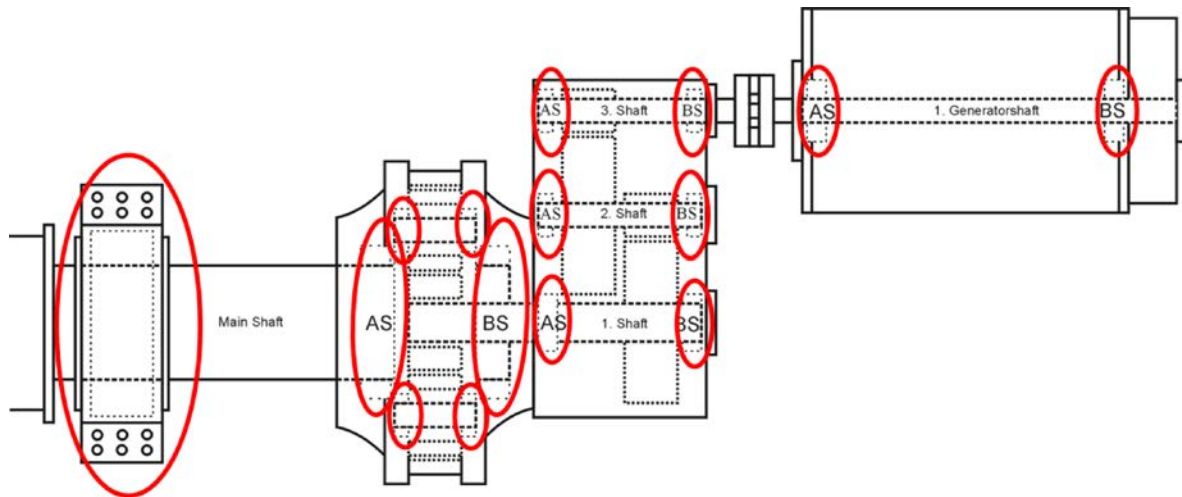 AS 3. Shaft BS
AS 1. Generatorshaft BS
AS 2. Shaft BS
Main Shaft AS BS AS 1. Shaft BS